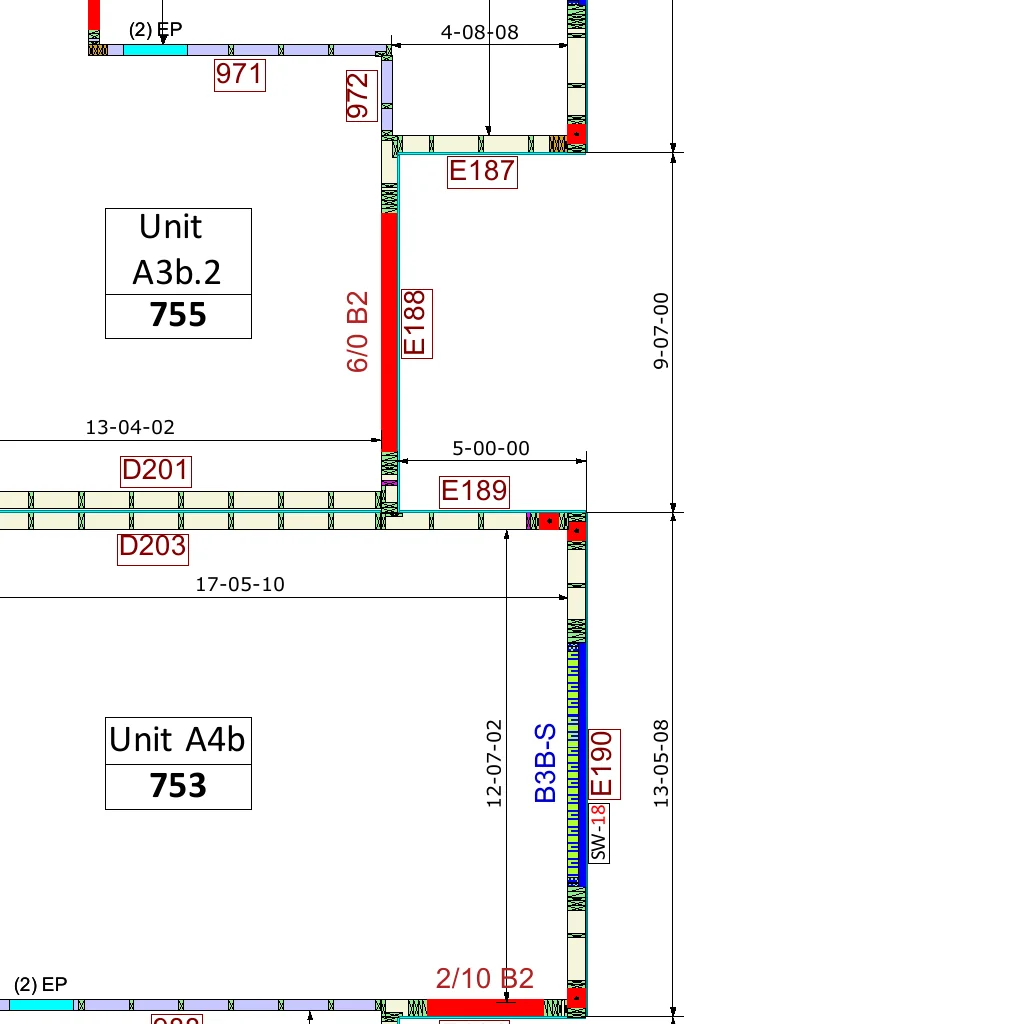 (2) EP
4-08-08
971
972
E187
Unit
A3b.2
755
6/0 B2
E188
9-07-00
13-04-02
5-00-00
D201
E189
D203
17-05-10
Unit A4b
753
12-07-02
B3B-S
E190
SW-18
13-05-08
2/10 B2
(2) EP